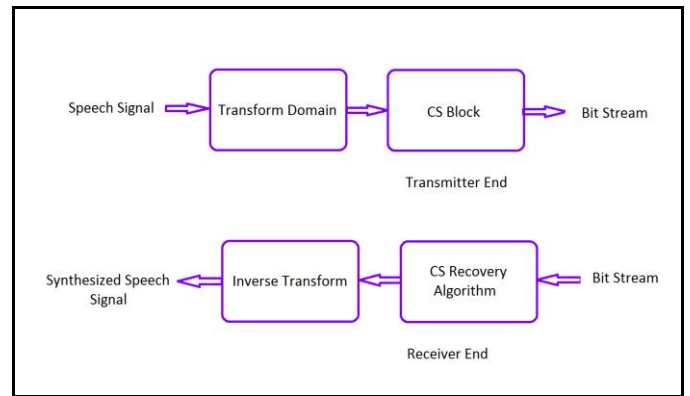 Speech Signal
Transform Domain
CS Block
Bit Stream
Transmitter End
Synthesized Speech
Signal
Inverse Transform
CS Recovery
Algorithm
Bit Stream
Receiver End